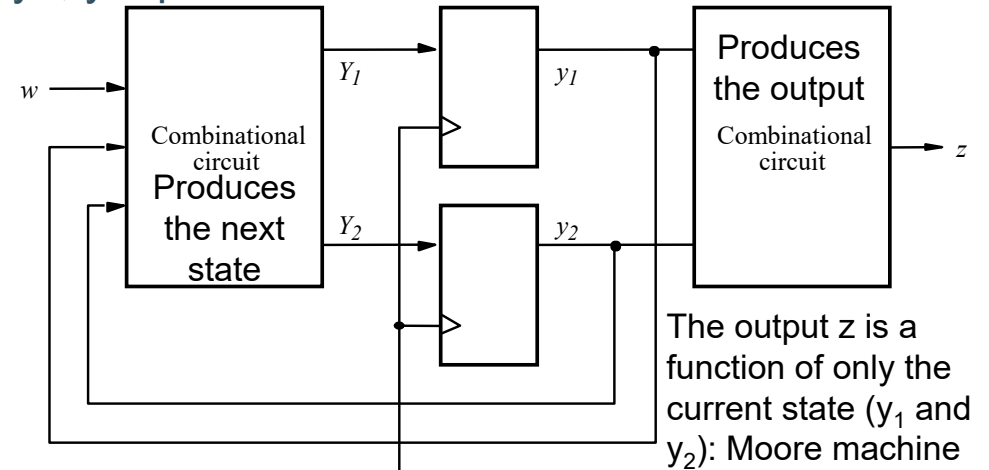 w
Combinational
circuit
Produces
the next
state
Y1
Y2
y1
y2
Produces
the output
Combinational
circuit
z
The output z is a
function of only the
current state (y1 and
y2): Moore machine